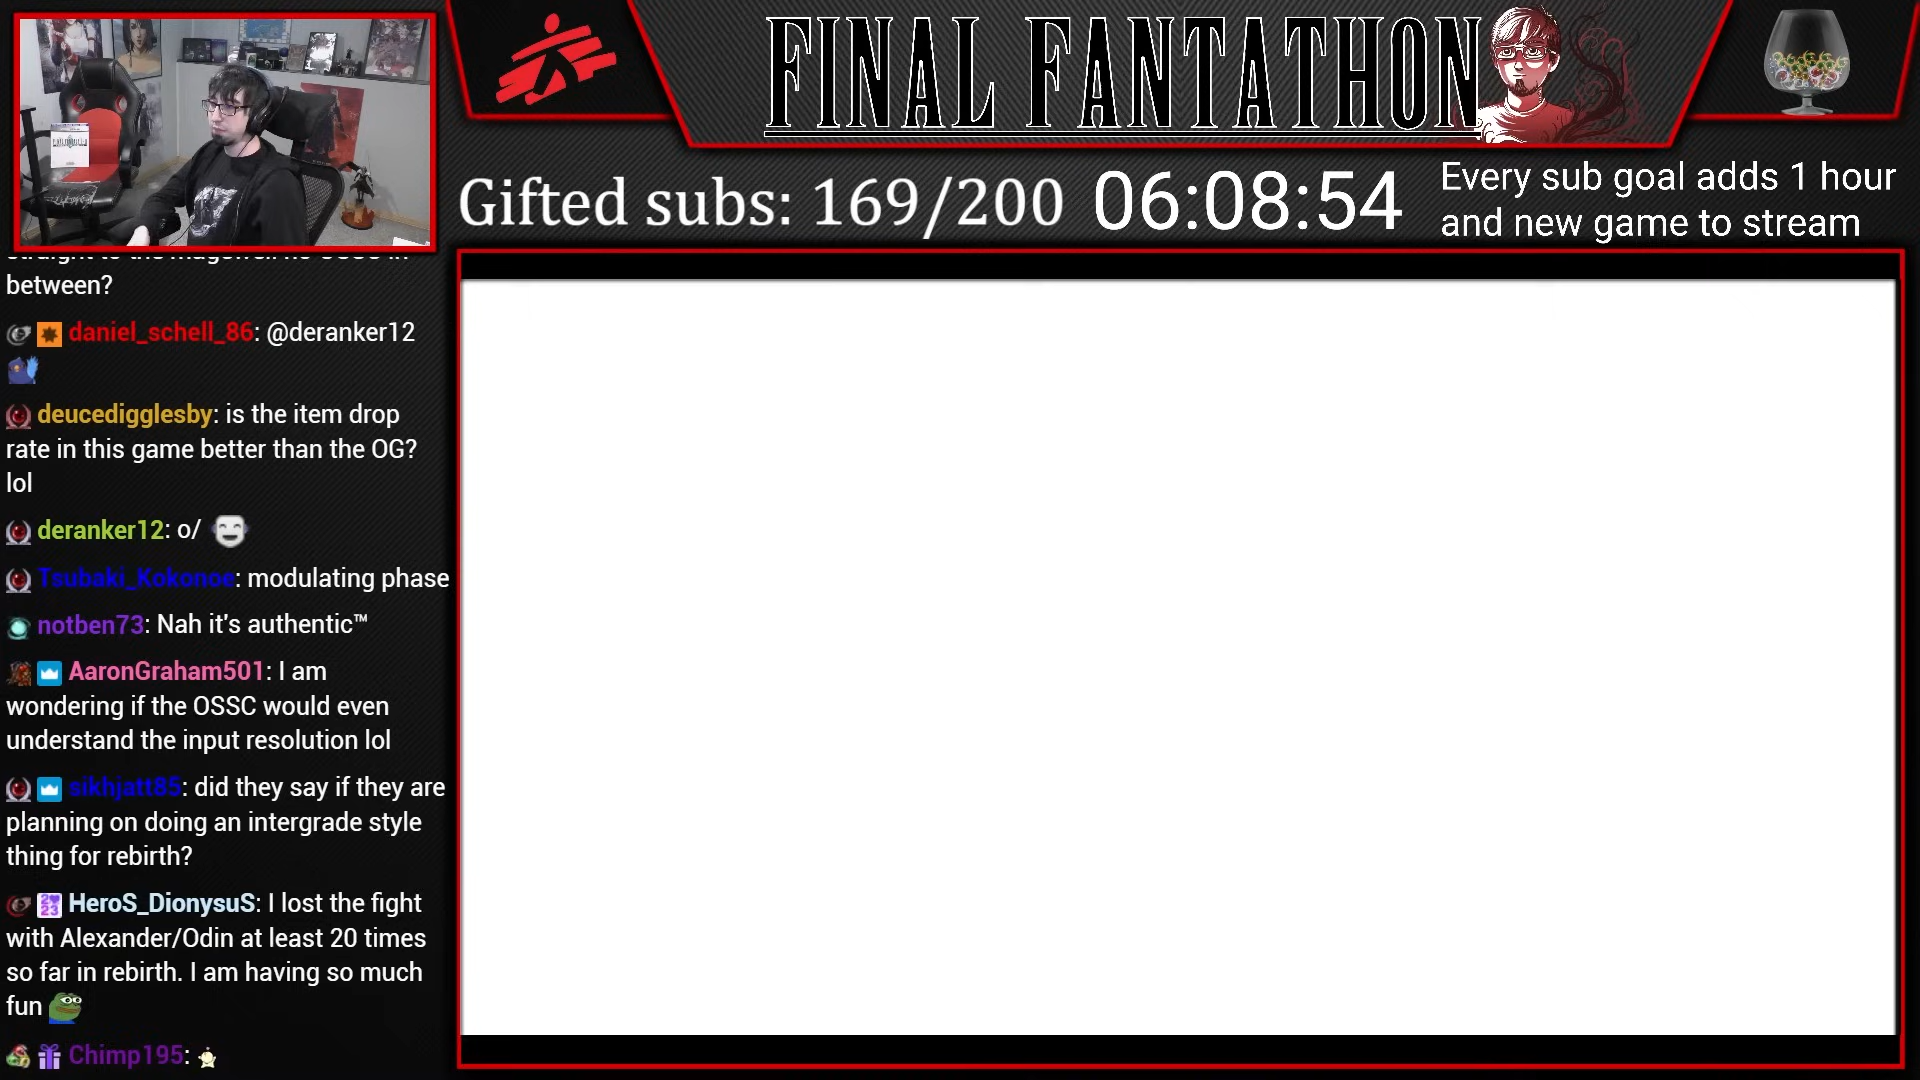 FINAL FANTATHON
Gifted subs: 169/200
06:08:54
Every sub goal adds 1 hour
and new game to stream
between?
daniel_schell_86: @deranker12
deucedigglesby: is the item drop
rate in this game better than the OG?
lol
deranker12: o/
Tsubaki_Kokonoe: modulating phase
notben73: Nah it's authentic™
AaronGraham501: I am
wondering if the OSSC would even
understand the input resolution lol
sikhjatt85: did they say if they are
planning on doing an intergrade style
thing for rebirth?
HeroS_DionysuS: I lost the fight
with Alexander/Odin at least 20 times
so far in rebirth. I am having so much
fun
Chimp195: